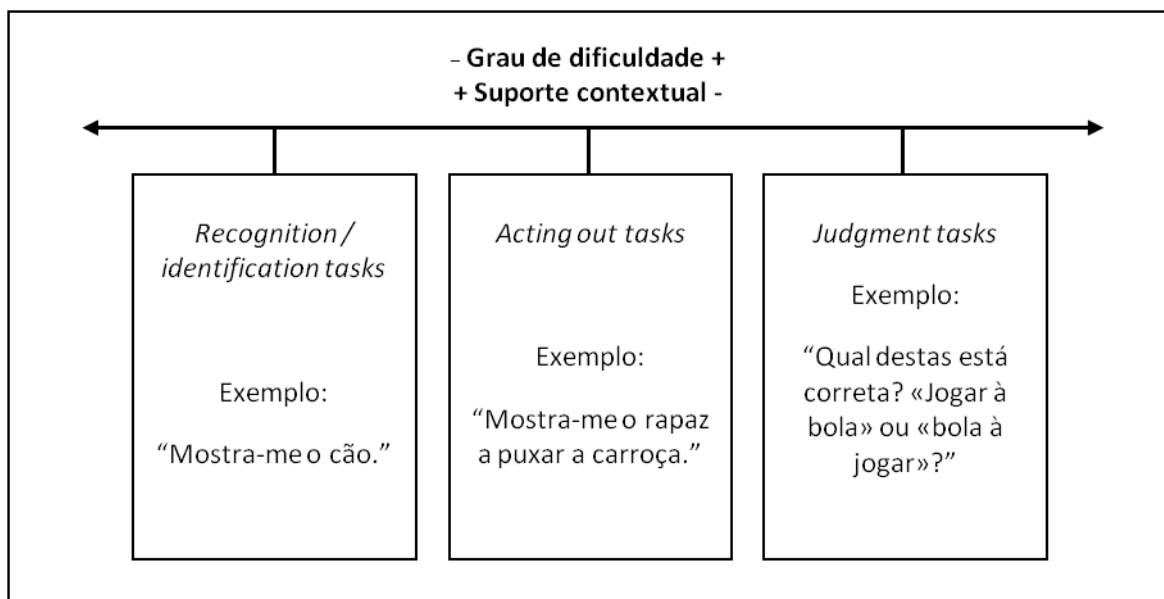 – Grau de dificuldade +
+ Suporte contextual -
Recognition /
identification tasks
Exemplo:
“Mostra-me o cão.”
Acting out tasks
Exemplo:
“Mostra-me o rapaz
a puxar a carroça.”
Judgment tasks
Exemplo:
“Qual destas está
correta? «Jogar à
bola» ou «bola à
jogar»?”